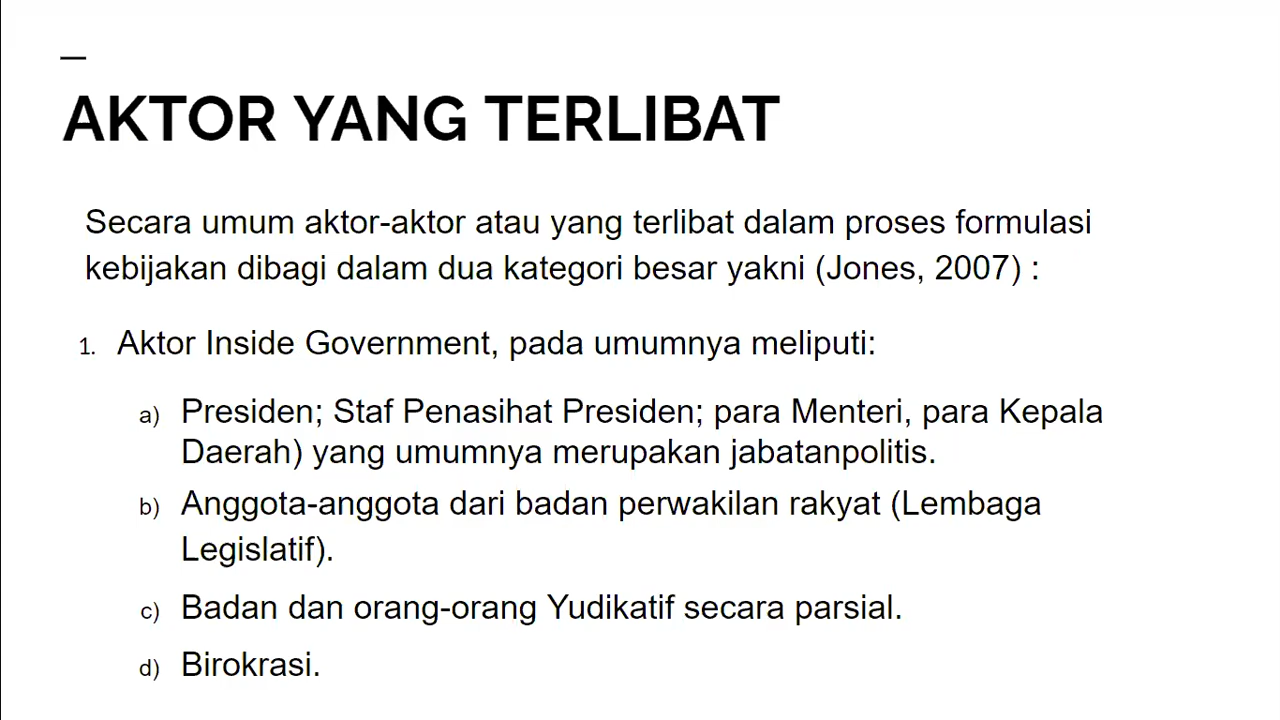 AKTOR YANG TERLIBAT
Secara umum aktor-aktor atau yang terlibat dalam proses formulasi
kebijakan dibagi dalam dua kategori besar yakni (Jones, 2007) :
1. Aktor Inside Government, pada umumnya meliputi:
a) Presiden; Staf Penasihat Presiden; para Menteri, para Kepala
Daerah) yang umumnya merupakan jabatanpolitis.
b) Anggota-anggota dari badan perwakilan rakyat (Lembaga
Legislatif).
c) Badan dan orang-orang Yudikatif secara parsial.
d) Birokrasi.